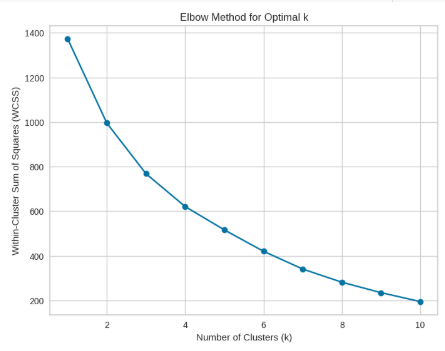 Elbow Method for Optimal k
1400
1200
1000
800
600
400
200
Within-Cluster Sum of Squares (WCSS)
2 4 6 8 10
Number of Clusters (k)